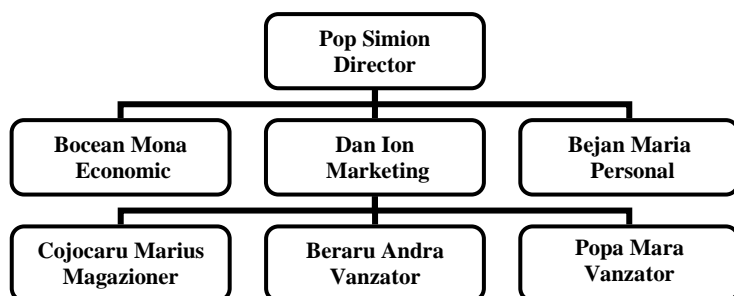 Pop Simion
Director
Bocean Mona
Economic
Dan Ion
Marketing
Bejan Maria
Personal
Cojocaru Marius
Magazioner
Beraru Andra
Vanzator
Popa Mara
Vanzator